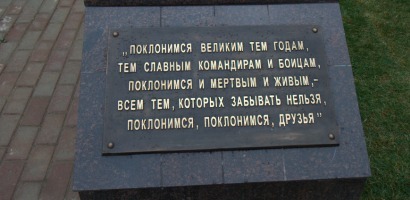 „ПОКЛОНИМСЯ ВЕЛИКИМ ТЕМ ГОДАМ,
ТЕМ СЛАВНЫМ КОМАНДИРАМ И БОЙЦАМ,
ПОКЛОНИМСЯ И МЕРТВЫМ И ЖИВЫМ,-
ВСЕМ ТЕМ, КОТОРЫХ ЗАБЫВАТЬ НЕЛЬЗЯ,
ПОКЛОНИМСЯ, ПОКЛОНИМСЯ, ДРУЗЬЯ"